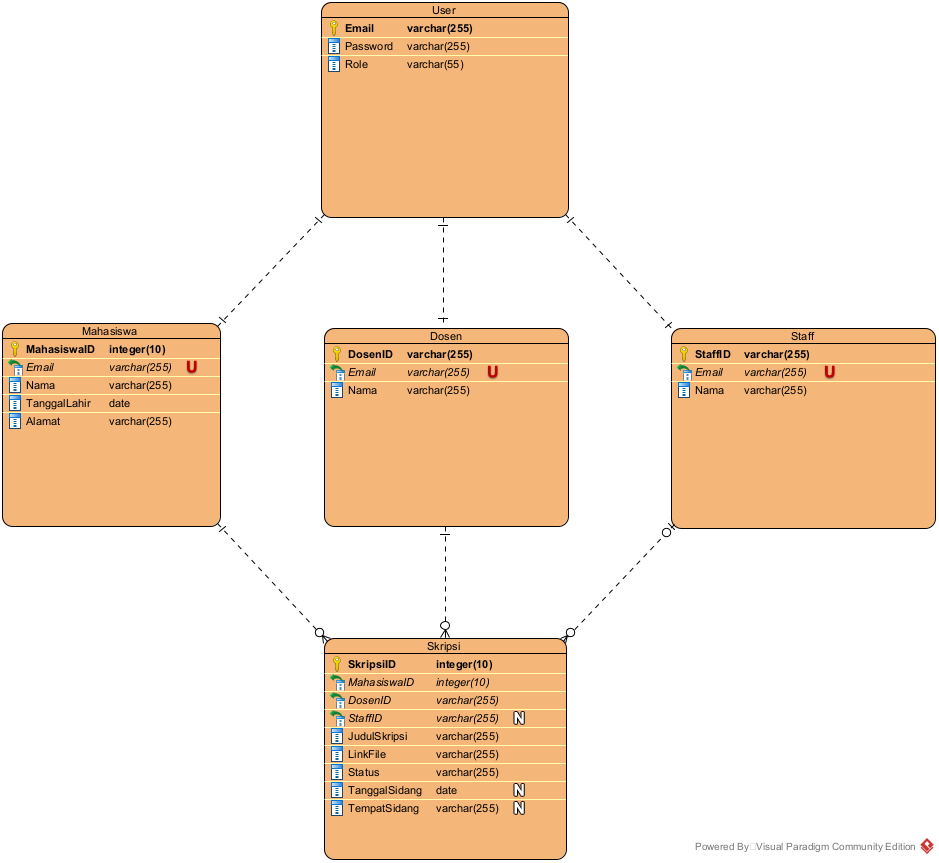 User
Email varchar(255)
Password varchar(255)
Role varchar(55)
Mahasiswa
MahasiswaID integer(10)
Email varchar(255) U
Nama varchar(255)
TanggalLahir date
Alamat varchar(255)
Dosen
DosenID varchar(255)
Email varchar(255) U
Nama varchar(255)
Staff
StaffID varchar(255)
Email varchar(255) U
Nama varchar(255)
Skripsi
SkripsiID integer(10)
MahasiswaID integer(10)
DosenID varchar(255)
StaffID varchar(255) N
JudulSkripsi varchar(255)
LinkFile varchar(255)
Status varchar(255)
TanggalSidang date N
TempatSidang varchar(255) N
Powered By Visual Paradigm Community Edition